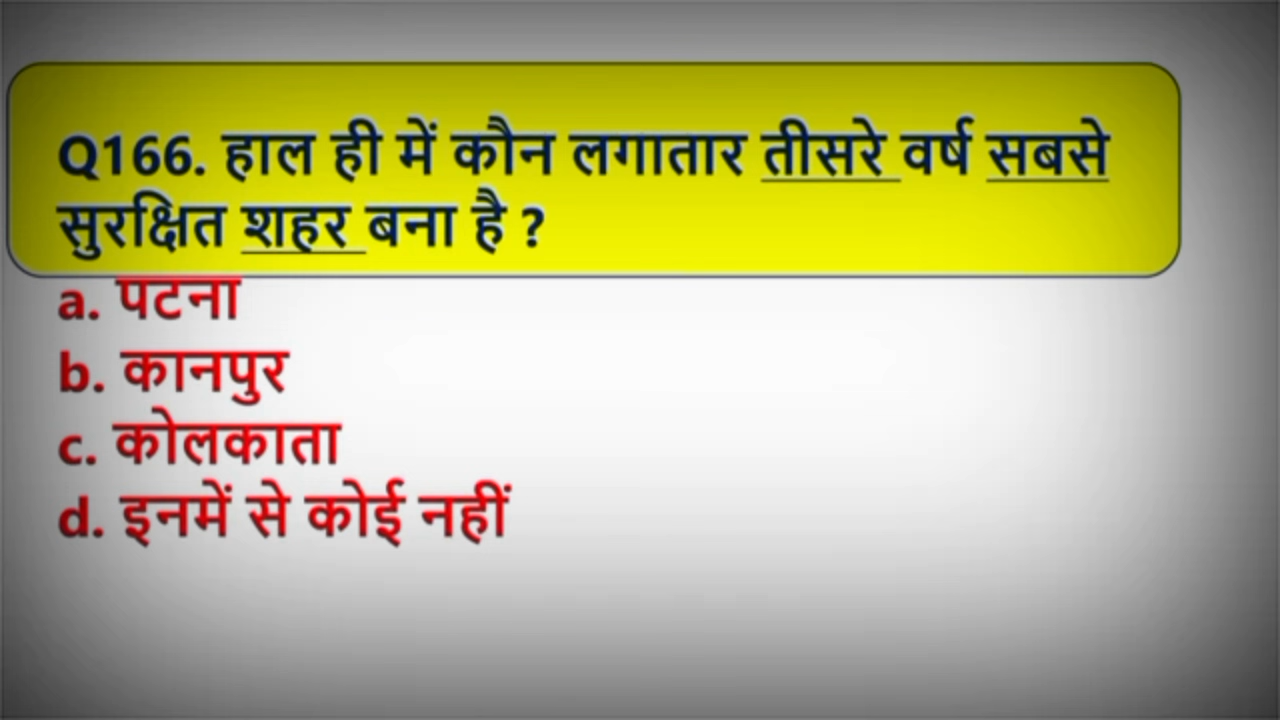 Q166. हाल ही में कौन लगातार तीसरे वर्ष सबसे
सुरक्षित शहर बना है ?
a. पटना
b. कानपुर
c. कोलकाता
d. इनमें से कोई नहीं